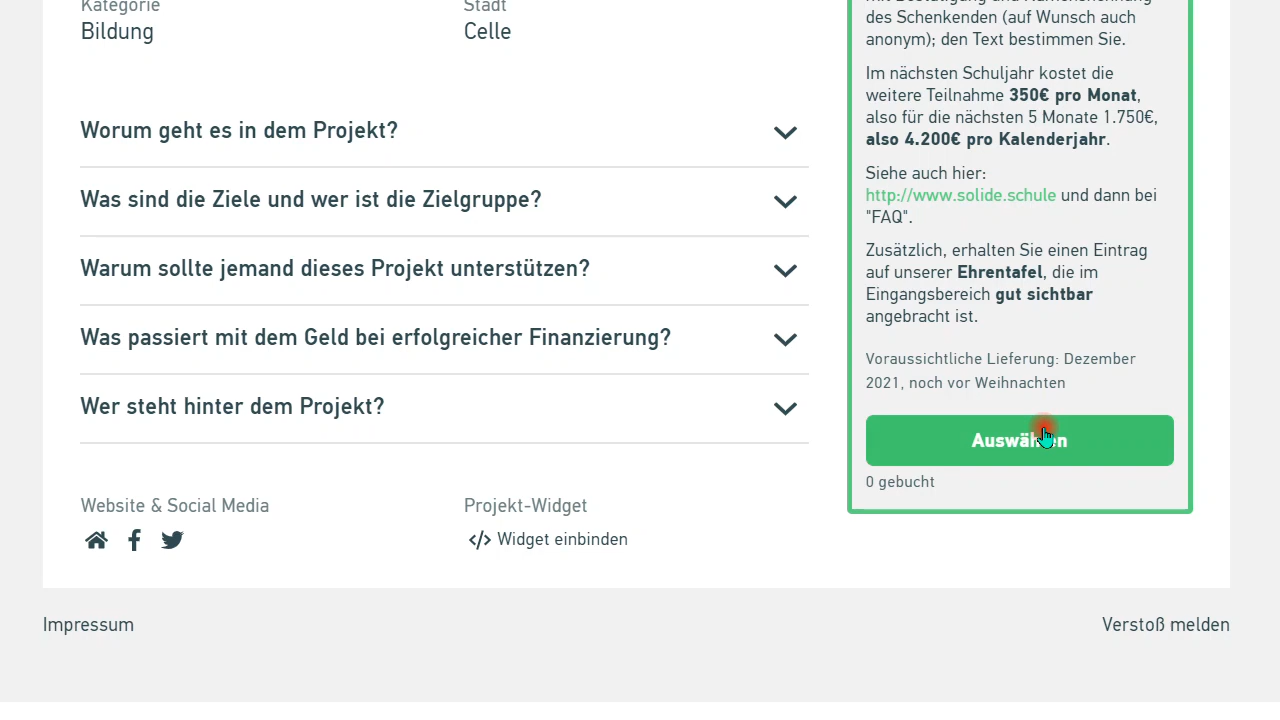 Kategorie
Bildung
Stadt
Celle
Worum geht es in dem Projekt?
Was sind die Ziele und wer ist die Zielgruppe?
Warum sollte jemand dieses Projekt unterstützen?
Was passiert mit dem Geld bei erfolgreicher Finanzierung?
Wer steht hinter dem Projekt?
Website & Social Media
Projekt-Widget
</> Widget einbinden
des Schenkenden (auf Wunsch auch
anonym); den Text bestimmen Sie.
Im nächsten Schuljahr kostet die
weitere Teilnahme 350€ pro Monat,
also für die nächsten 5 Monate 1.750€,
also 4.200€ pro Kalenderjahr.
Siehe auch hier:
http://www.solide.schule und dann bei
"FAQ".
Zusätzlich, erhalten Sie einen Eintrag
auf unserer Ehrentafel, die im
Eingangsbereich gut sichtbar
angebracht ist.
Voraussichtliche Lieferung: Dezember
2021, noch vor Weihnachten
Auswählen
0 gebucht
Impressum
Verstoß melden